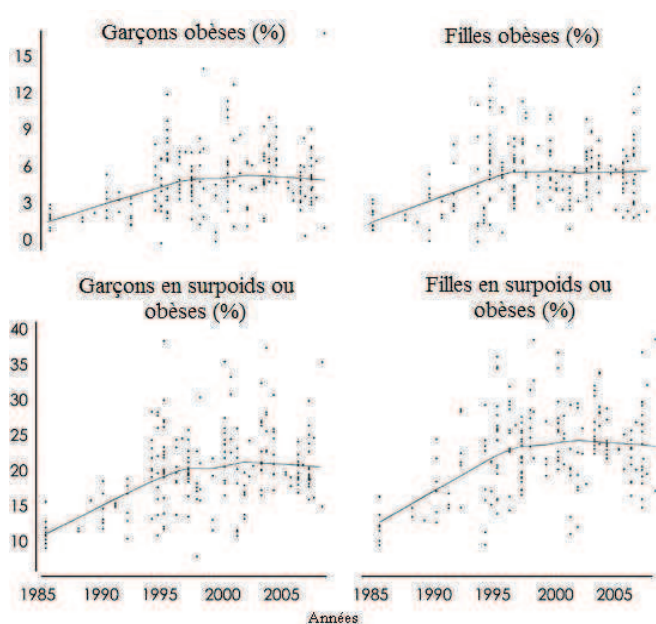 Garçons obèses (%)
Filles obèses (%)
15
12
9
6
3
0
Garçons en surpoids ou
obèses (%)
Filles en surpoids ou
obèses (%)
40
35
30
25
20
15
10
1985 1990 1995 2000 2005
1985 1990 1995 2000 2005
Années